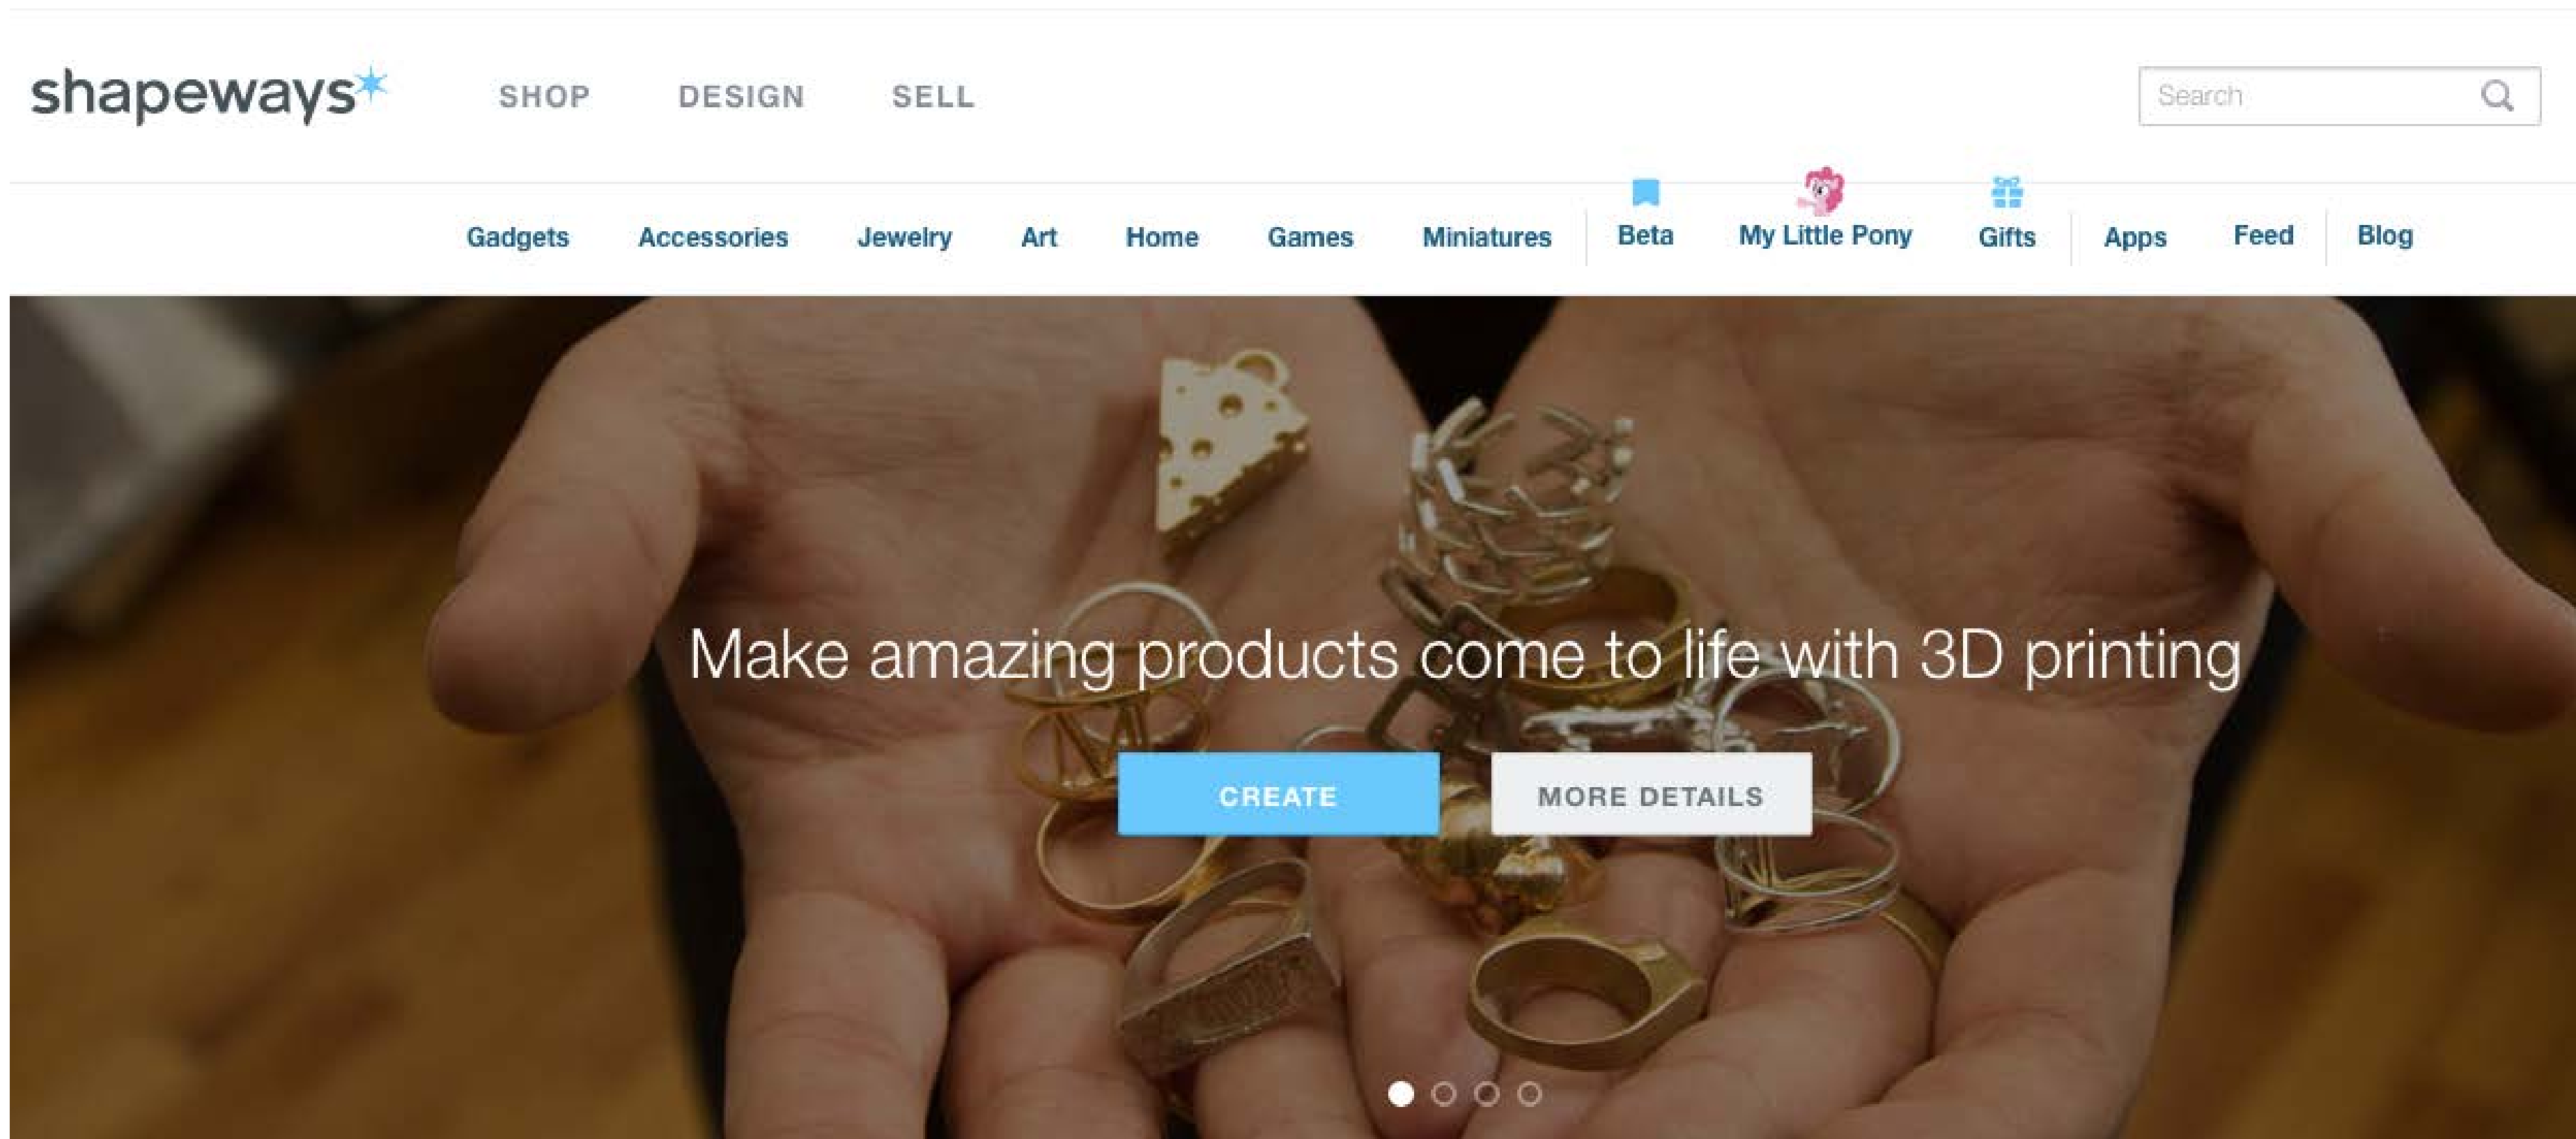 shapeways
SHOP DESIGN SELL
Search
Gadgets Accessories Jewelry Art Home Games Miniatures Beta My Little Pony Gifts Apps Feed Blog
Make amazing products come to life with 3D printing
CREATE MORE DETAILS